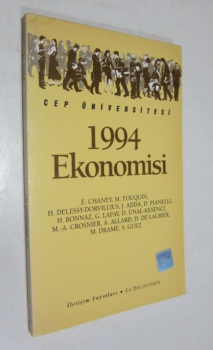 CEP ÜNİVERSİTESİ
1994
Ekonomisi
E. CHANEY, M. FOUQUIN,
H. DELESSY-DORVILLIUS, J. ADDA, D. PIANELLI,
H. BONNAZ, G. LAFAY, D. ÜNAL-KESENCİ,
M.-A. CROSNIER, A. ALLARD, D. DE LAUBIER,
M. DRAME, S. GUEZ
İletişim Yayınları • La Découverte